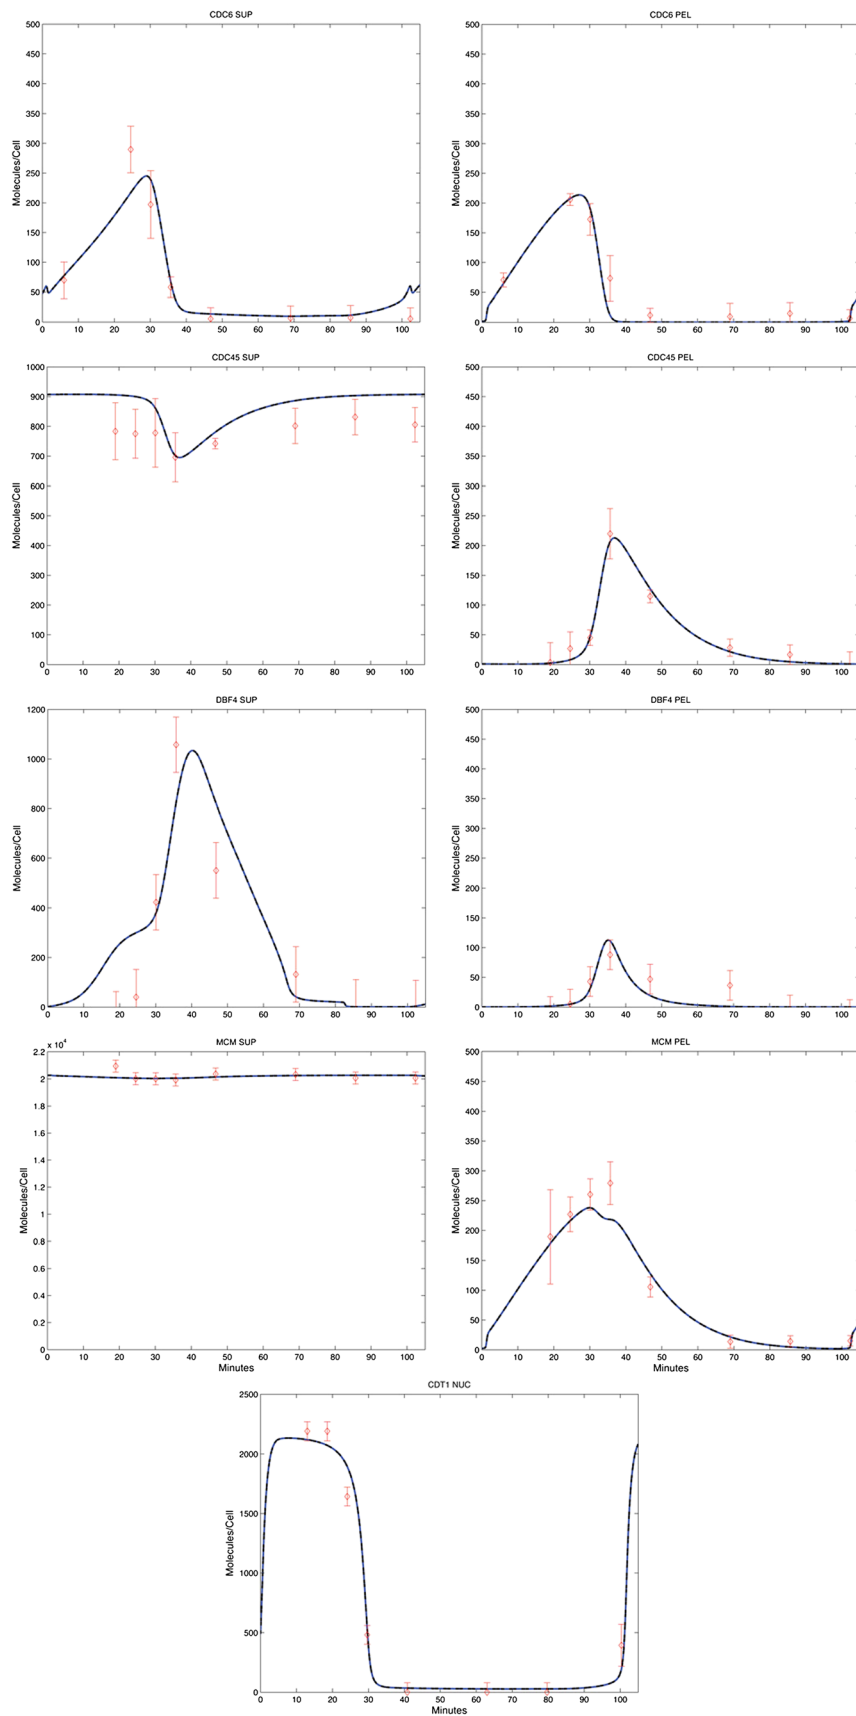 CDC6 SUP
500
450
400
350
300
250
200
150
100
50
0
Molecules/Cell
0 10 20 30 40 50 60 70 80 90 100
CDC6 PEL
500
450
400
350
300
250
200
150
100
50
0
Molecules/Cell
0 10 20 30 40 50 60 70 80 90 100
CDC45 SUP
1000
900
800
700
600
500
400
300
200
100
0
Molecules/Cell
0 10 20 30 40 50 60 70 80 90 100
CDC45 PEL
500
450
400
350
300
250
200
150
100
50
0
Molecules/Cell
0 10 20 30 40 50 60 70 80 90 100
DBF4 SUP
1200
1000
800
600
400
200
0
Molecules/Cell
0 10 20 30 40 50 60 70 80 90 100
DBF4 PEL
500
450
400
350
300
250
200
150
100
50
0
Molecules/Cell
0 10 20 30 40 50 60 70 80 90 100
x 10⁴
MCM SUP
2.2
2
1.8
1.6
1.4
1.2
1
0.8
0.6
0.4
0.2
0
Molecules/Cell
0 10 20 30 40 50 60 70 80 90 100
Minutes
MCM PEL
500
450
400
350
300
250
200
150
100
50
0
Molecules/Cell
0 10 20 30 40 50 60 70 80 90 100
Minutes
CDT1 NUC
2500
2000
1500
1000
500
0
Molecules/Cell
0 10 20 30 40 50 60 70 80 90 100
Minutes